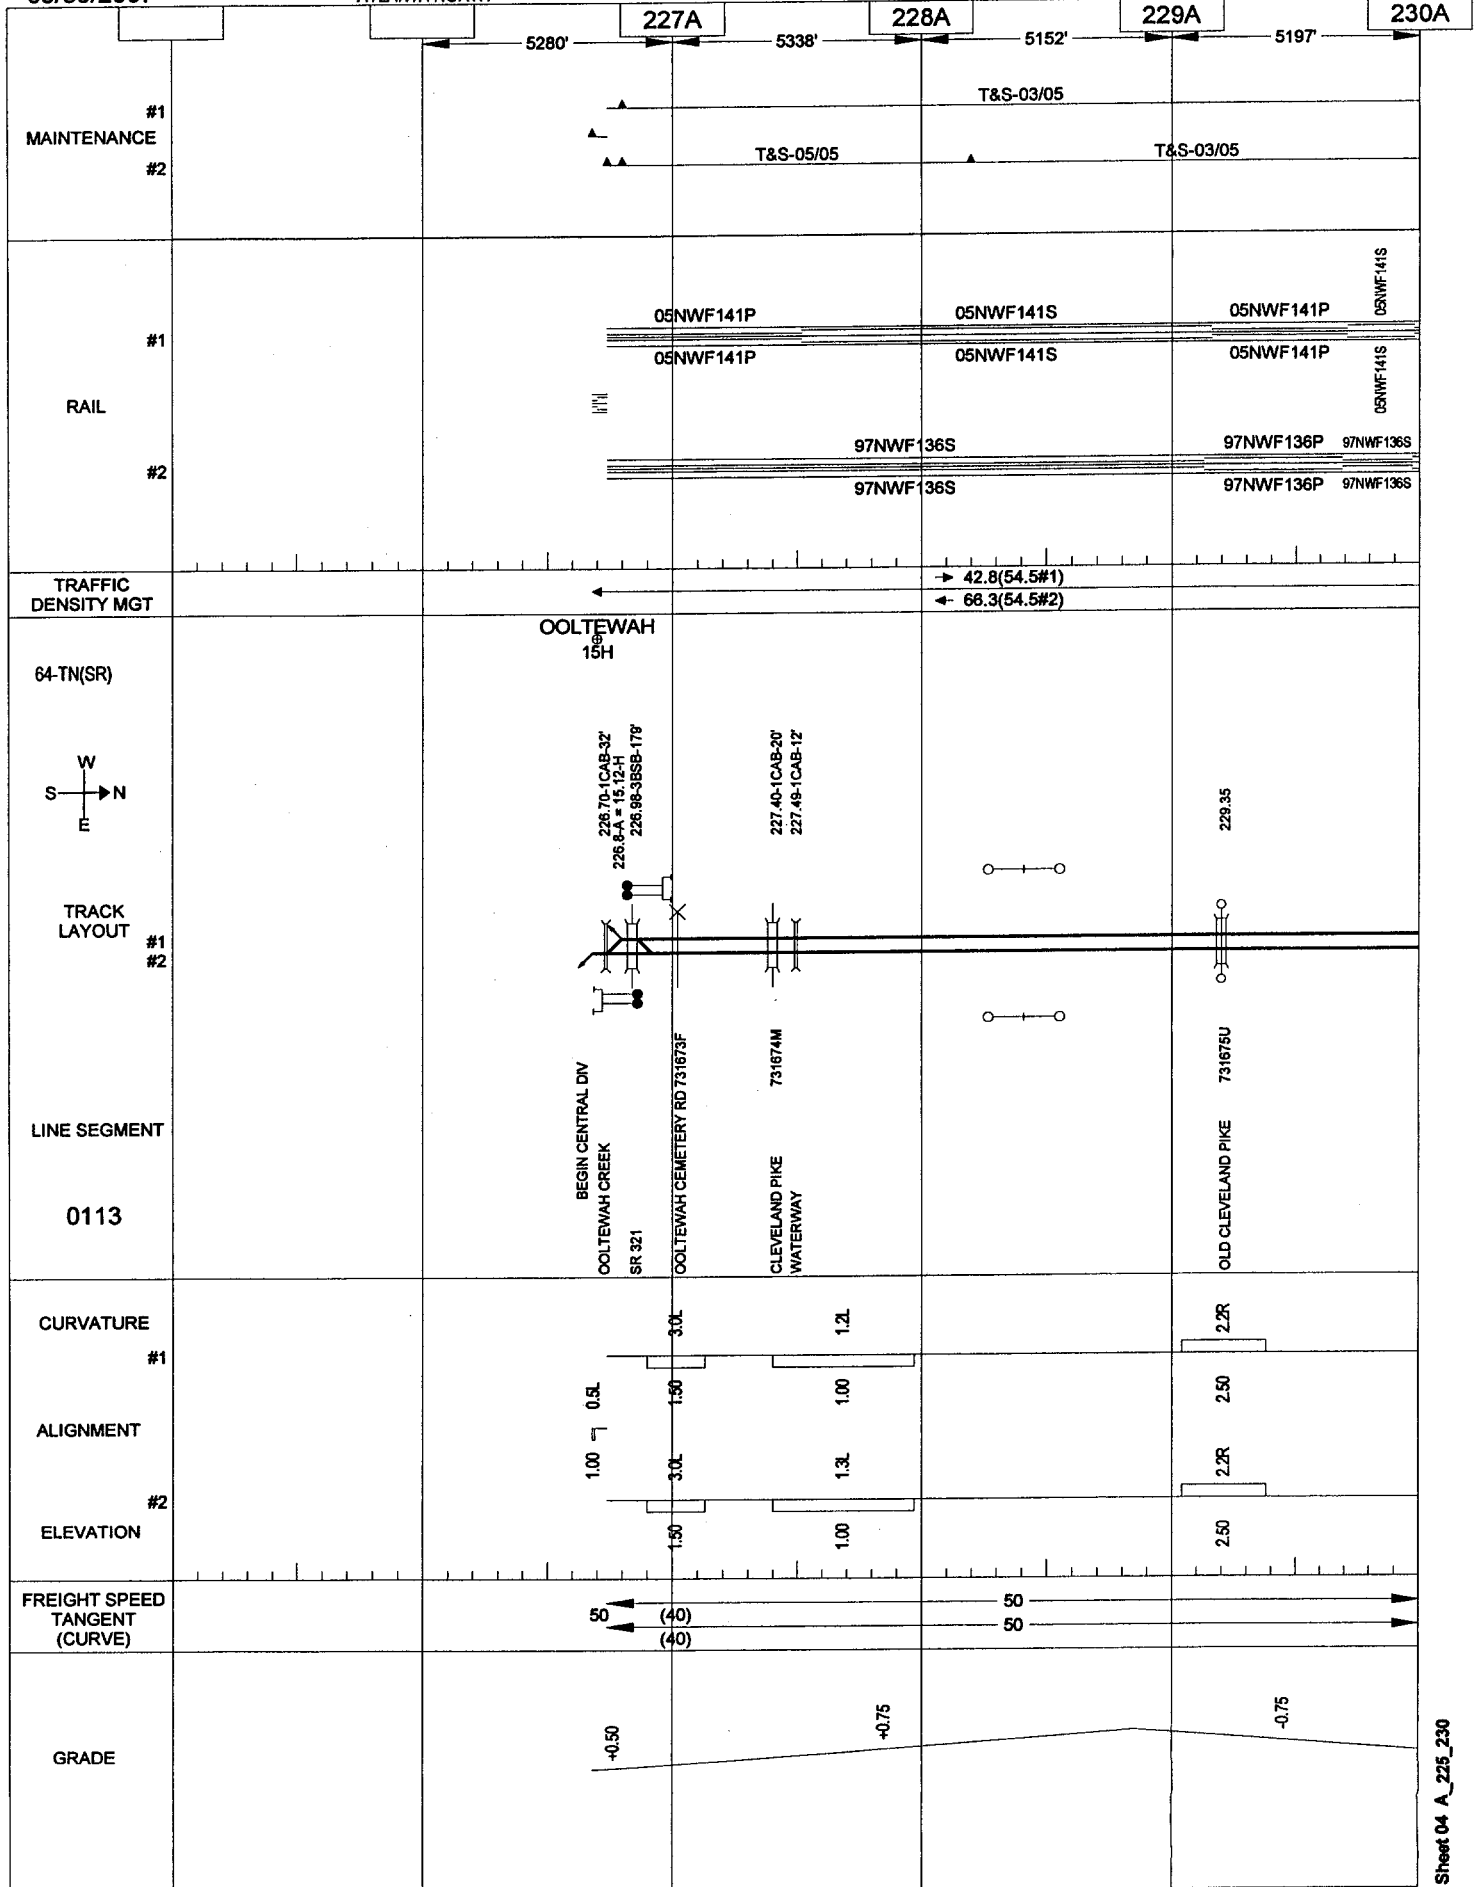 227A
228A
229A
230A
5280'
5338'
5152'
5197'
MAINTENANCE
#1
#2
T&S-03/05
T&S-05/05
T&S-03/05
RAIL
#1
#2
05NWF141P
05NWF141S
05NWF141P
05NWF141S
05NWF141P
05NWF141S
05NWF141P
05NWF141S
97NWF136S
97NWF136P
97NWF136S
97NWF136S
97NWF136P
97NWF136S
TRAFFIC
DENSITY MGT
42.8(54.5#1)
66.3(54.5#2)
OOLTEWAH
15H
64-TN(SR)
W
S
N
E
226.70-1CAB-32'
226.8-A = 15.12-H
226.98-3BSB-179'
227.40-1CAB-20'
227.49-1CAB-12'
229.35
TRACK
LAYOUT
#1
#2
BEGIN CENTRAL DIV
OOLTEWAH CREEK
SR 321
OOLTEWAH CEMETERY RD 731673F
CLEVELAND PIKE 731674M
WATERWAY
OLD CLEVELAND PIKE 731675U
LINE SEGMENT
0113
CURVATURE
#1
3.0L
1.2L
2.2R
1.50
1.00
2.50
ALIGNMENT
0.5L
1.00
3.0L
1.3L
2.2R
#2
ELEVATION
1.50
1.00
2.50
FREIGHT SPEED
TANGENT
(CURVE)
50
(40)
50
(40)
50
GRADE
+0.50
+0.75
-0.75
Sheet 04 A_225_230